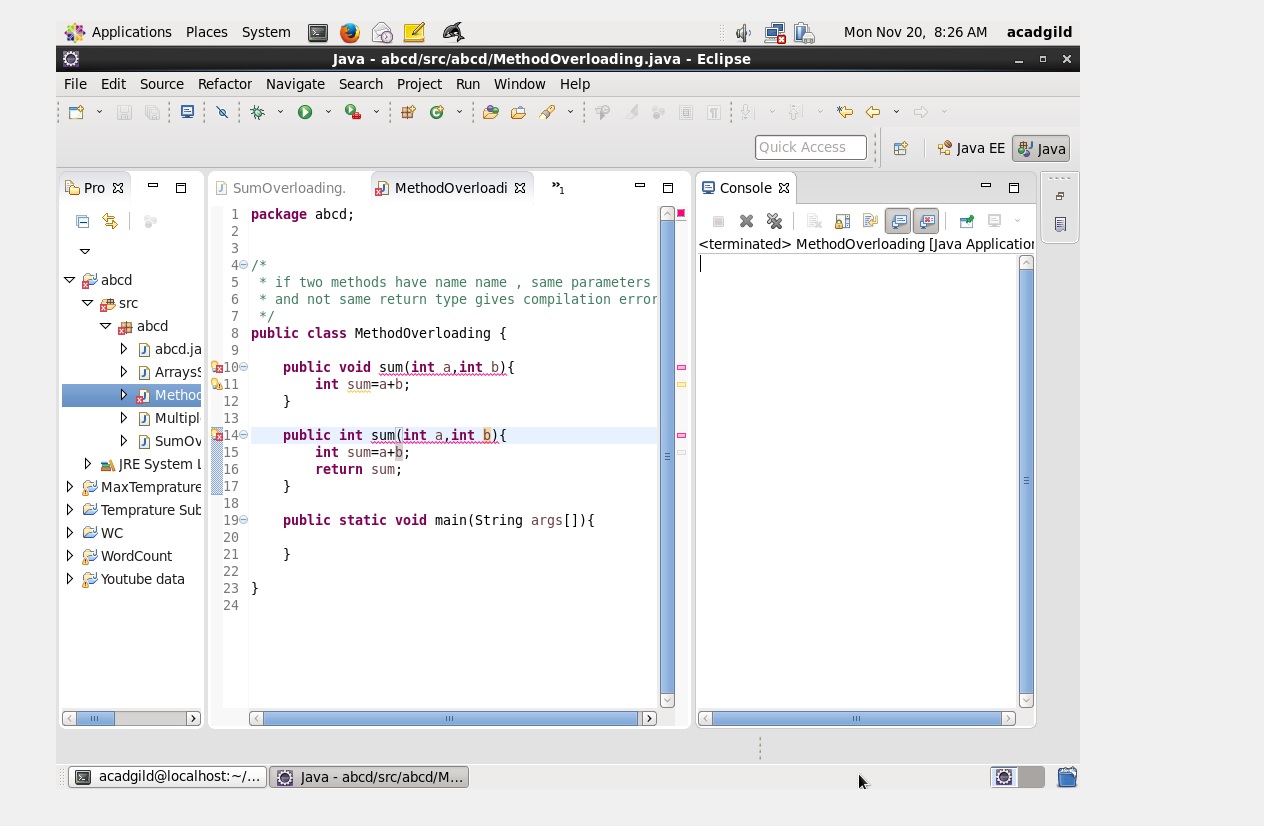 Applications Places System Mon Nov 20, 8:26 AM acadgild
Java - abcd/src/abcd/MethodOverloading.java - Eclipse
File Edit Source Refactor Navigate Search Project Run Window Help
Quick Access Java EE Java
Pro
abcd
src
abcd
abcd.ja
ArraysS
Method
Multipl
SumOv
JRE System L
MaxTemprature
Temprature Sub
WC
WordCount
Youtube data
SumOverloading. MethodOverloadi »1
1 package abcd;
2
3
4 /*
5 * if two methods have name name , same parameters
6 * and not same return type gives compilation error
7 */
8 public class MethodOverloading {
9
10 public void sum(int a,int b){
11 int sum=a+b;
12 }
13
14 public int sum(int a,int b){
15 int sum=a+b;
16 return sum;
17 }
18
19 public static void main(String args[]){
20
21 }
22
23 }
24
Console
<terminated> MethodOverloading [Java Application
acadgild@localhost:~/... Java - abcd/src/abcd/M...